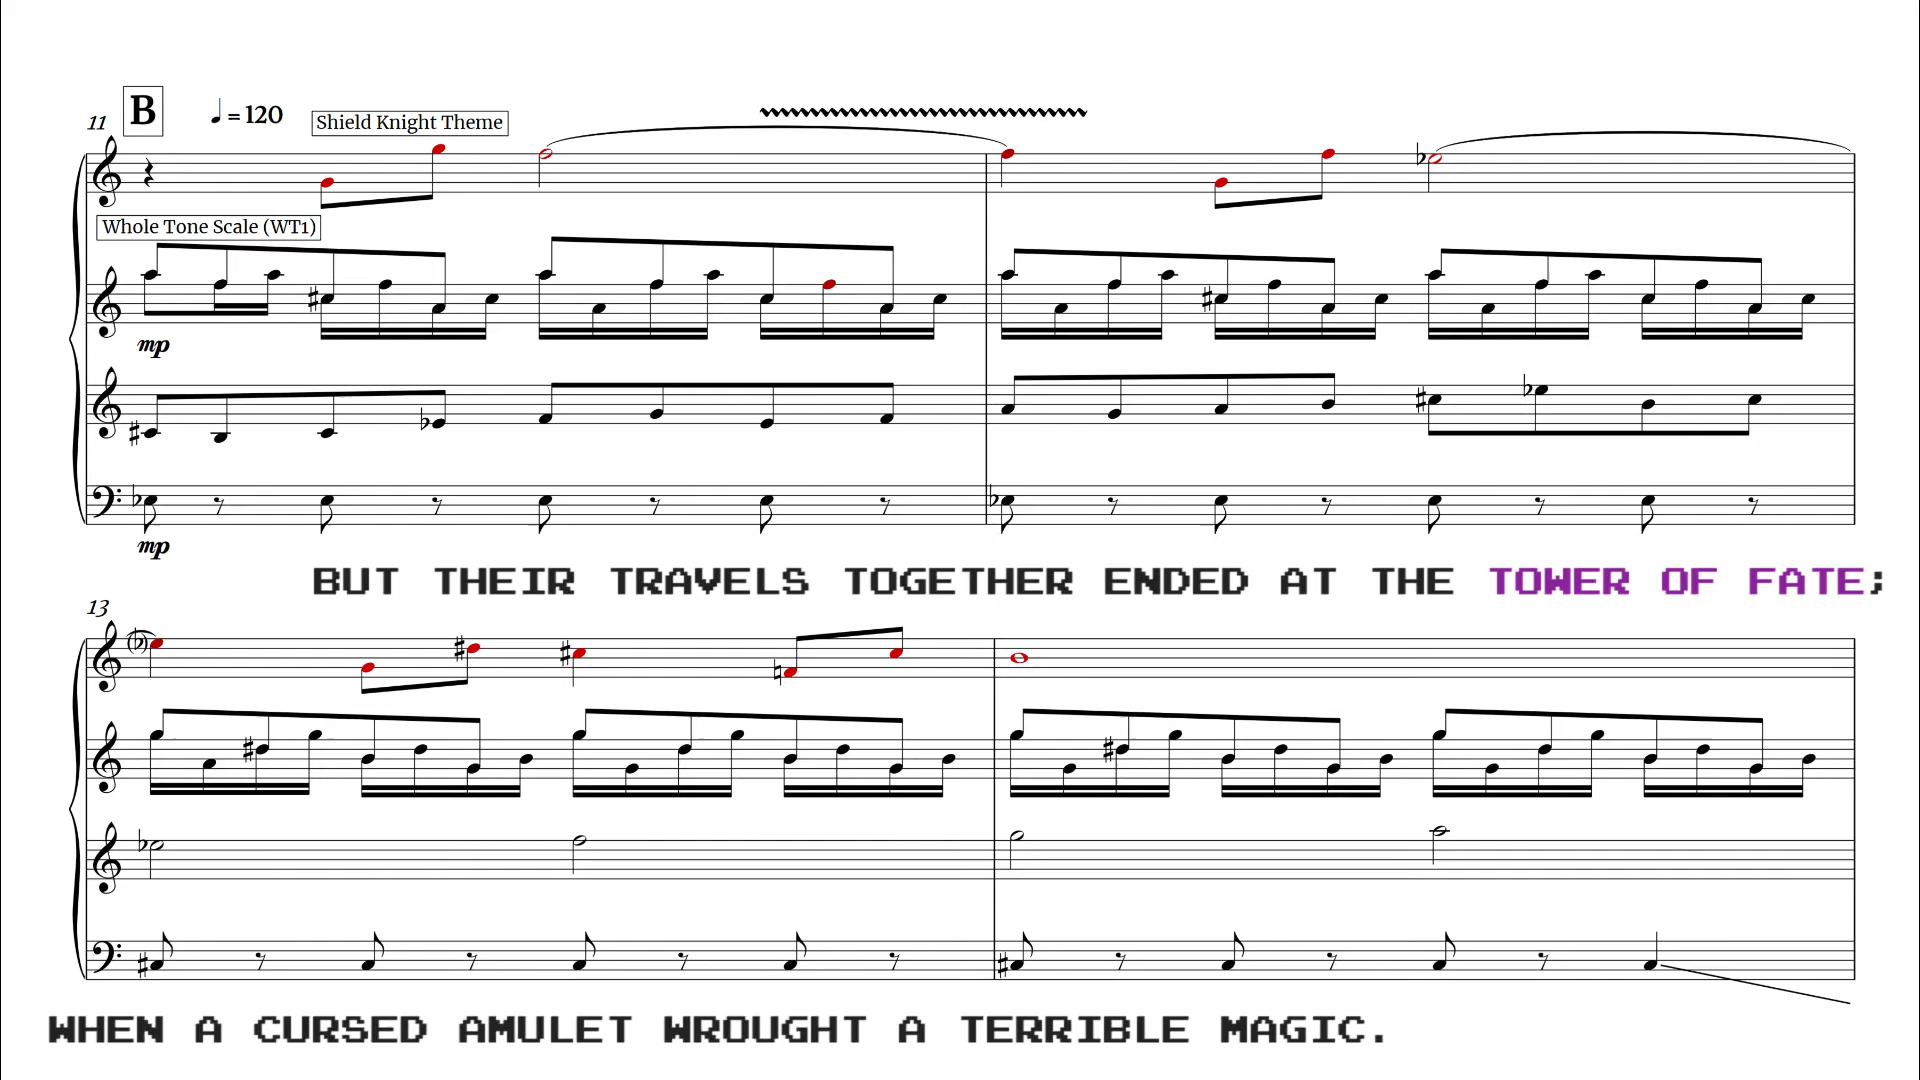 11 B ♩ = 120 Shield Knight Theme
Whole Tone Scale (WT1)
mp
mp
BUT THEIR TRAVELS TOGETHER ENDED AT THE TOWER OF FATE;
13
WHEN A CURSED AMULET WROUGHT A TERRIBLE MAGIC.